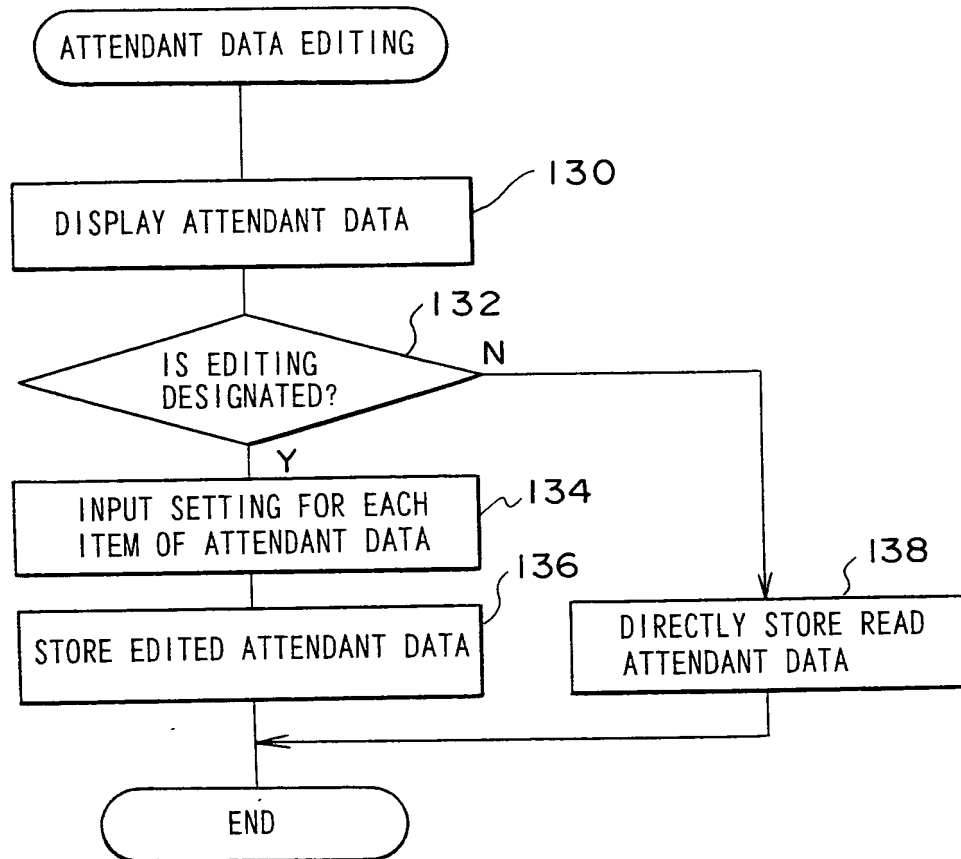 ATTENDANT DATA EDITING
130
DISPLAY ATTENDANT DATA
132
IS EDITING
DESIGNATED?
N
Y
INPUT SETTING FOR EACH
ITEM OF ATTENDANT DATA
134
136
STORE EDITED ATTENDANT DATA
138
DIRECTLY STORE READ
ATTENDANT DATA
END